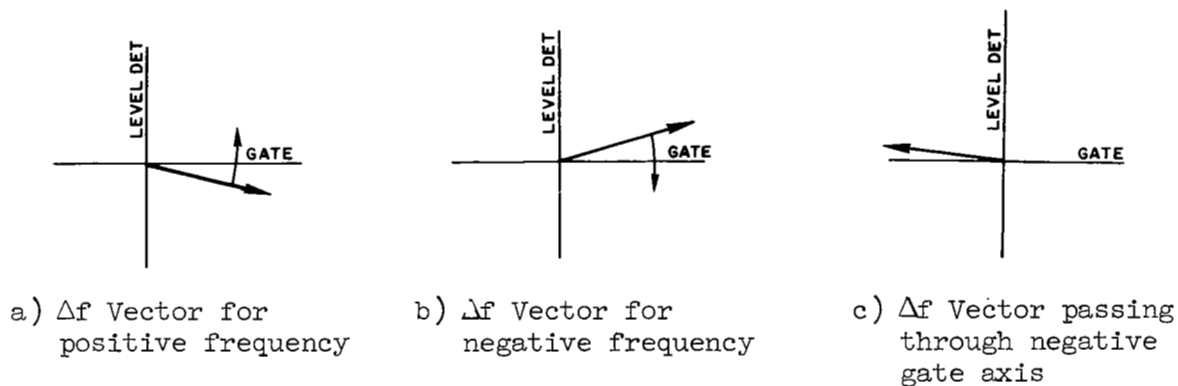 LEVEL DET
GATE
a) Δf Vector for
positive frequency
LEVEL DET
GATE
b) Δf Vector for
negative frequency
LEVEL DET
GATE
c) Δf Vector passing
through negative
gate axis